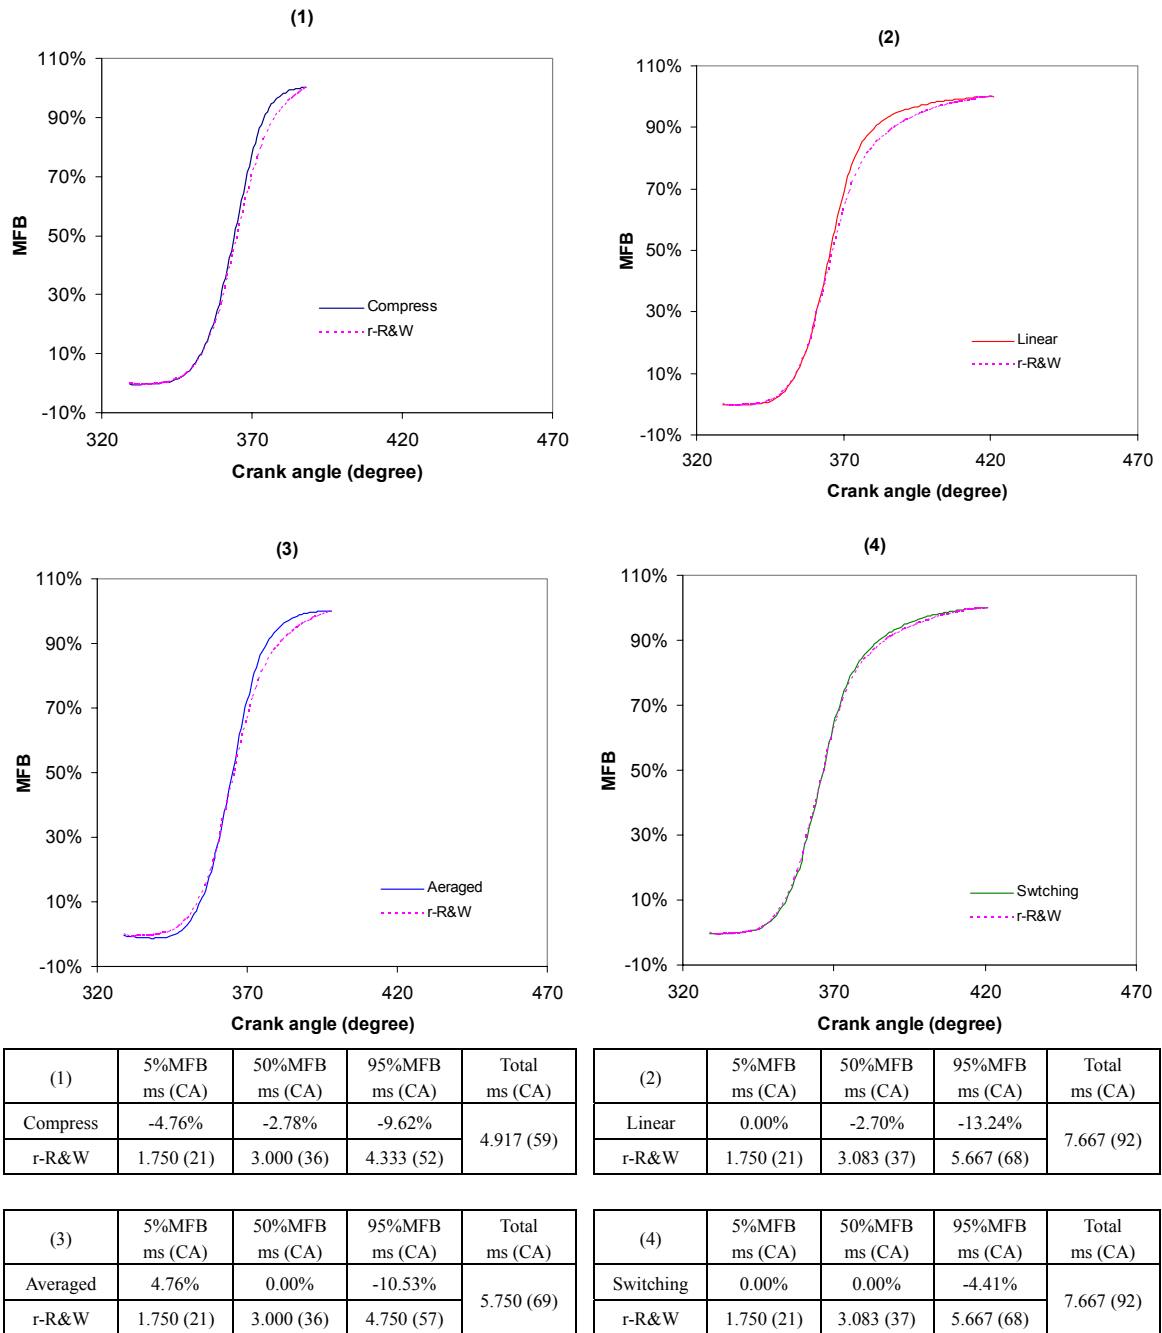 (1)
110%
90%
70%
50%
30%
10%
-10%
MFB
Compress
r-R&W
320 370 420 470
Crank angle (degree)
(2)
110%
90%
70%
50%
30%
10%
-10%
MFB
Linear
r-R&W
320 370 420 470
Crank angle (degree)
(3)
110%
90%
70%
50%
30%
10%
-10%
MFB
Aeraged
r-R&W
320 370 420 470
Crank angle (degree)
(4)
110%
90%
70%
50%
30%
10%
-10%
MFB
Swtching
r-R&W
320 370 420 470
Crank angle (degree)
(1) 5%MFB 50%MFB 95%MFB Total
ms (CA) ms (CA) ms (CA) ms (CA)
Compress -4.76% -2.78% -9.62% 4.917 (59)
r-R&W 1.750 (21) 3.000 (36) 4.333 (52)
(2) 5%MFB 50%MFB 95%MFB Total
ms (CA) ms (CA) ms (CA) ms (CA)
Linear 0.00% -2.70% -13.24% 7.667 (92)
r-R&W 1.750 (21) 3.083 (37) 5.667 (68)
(3) 5%MFB 50%MFB 95%MFB Total
ms (CA) ms (CA) ms (CA) ms (CA)
Averaged 4.76% 0.00% -10.53% 5.750 (69)
r-R&W 1.750 (21) 3.000 (36) 4.750 (57)
(4) 5%MFB 50%MFB 95%MFB Total
ms (CA) ms (CA) ms (CA) ms (CA)
Switching 0.00% 0.00% -4.41% 7.667 (92)
r-R&W 1.750 (21) 3.083 (37) 5.667 (68)